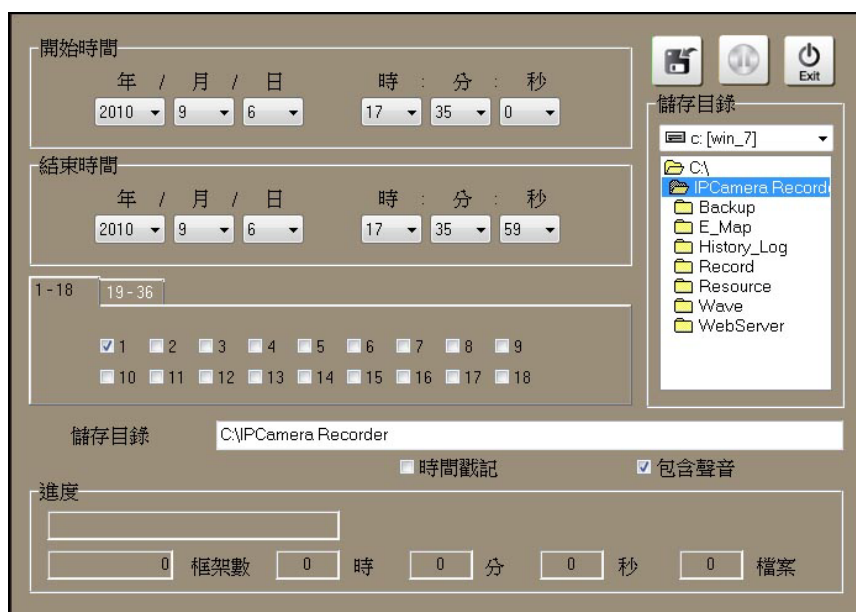 開始時間
年 / 月 / 日 時 : 分 : 秒
2010 9 6 17 35 0
結束時間
年 / 月 / 日 時 : 分 : 秒
2010 9 6 17 35 59
1 - 18 19 - 36
1 2 3 4 5 6 7 8 9
10 11 12 13 14 15 16 17 18
Exit
儲存目錄
c: [win_7]
C:\
IPCamera Recorde
Backup
E_Map
History_Log
Record
Resource
Wave
WebServer
儲存目錄 C:\IPCamera Recorder
時間戳記 包含聲音
進度
0 框架數 0 時 0 分 0 秒 0 檔案